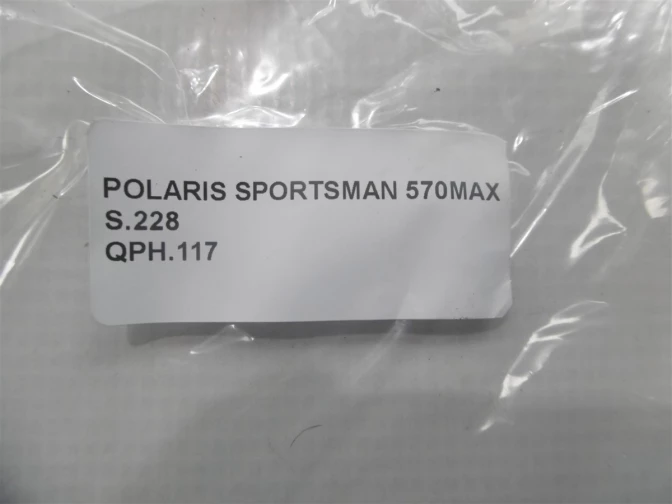 POLARIS SPORTSMAN 570MAX
S.228
QPH.117